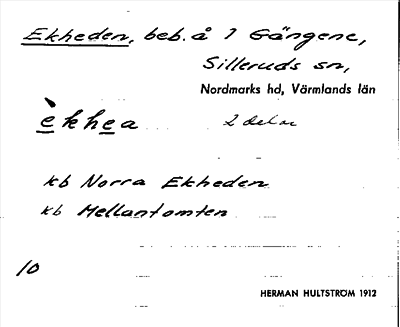 Ekheden, beb. å 7 Gängene,
Silleruds sn,
Nordmarks hd, Värmlands län
èkhea 2 delar
kb Norra Ekheden
kb Mellantomten
10
HERMAN HULTSTRÖM 1912